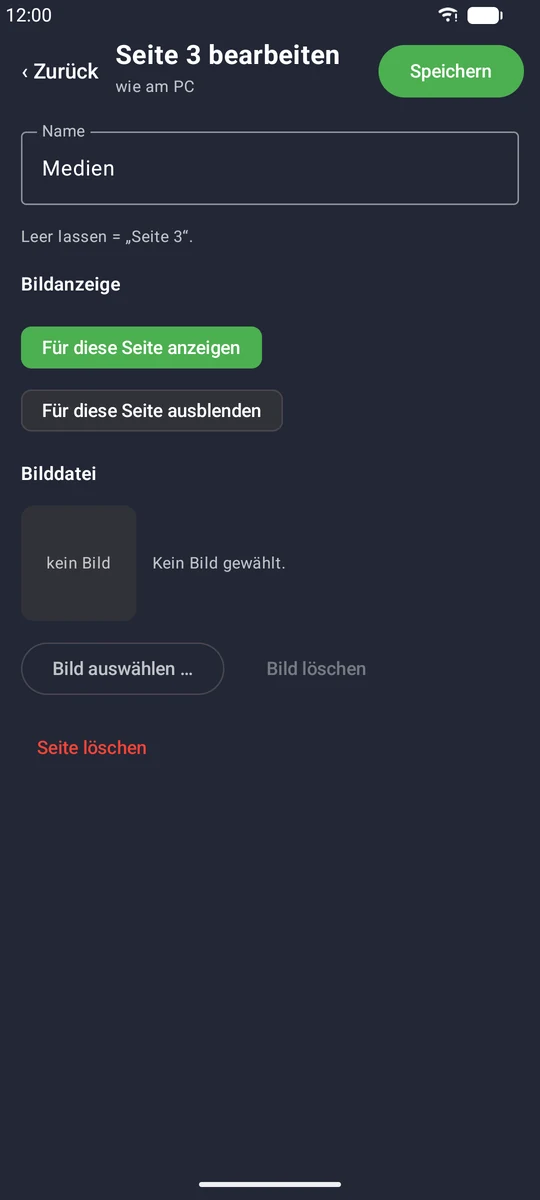 12:00
‹ Zurück
Seite 3 bearbeiten
wie am PC
Speichern
Name
Medien
Leer lassen = „Seite 3“.
Bildanzeige
Für diese Seite anzeigen
Für diese Seite ausblenden
Bilddatei
kein Bild
Kein Bild gewählt.
Bild auswählen …
Bild löschen
Seite löschen